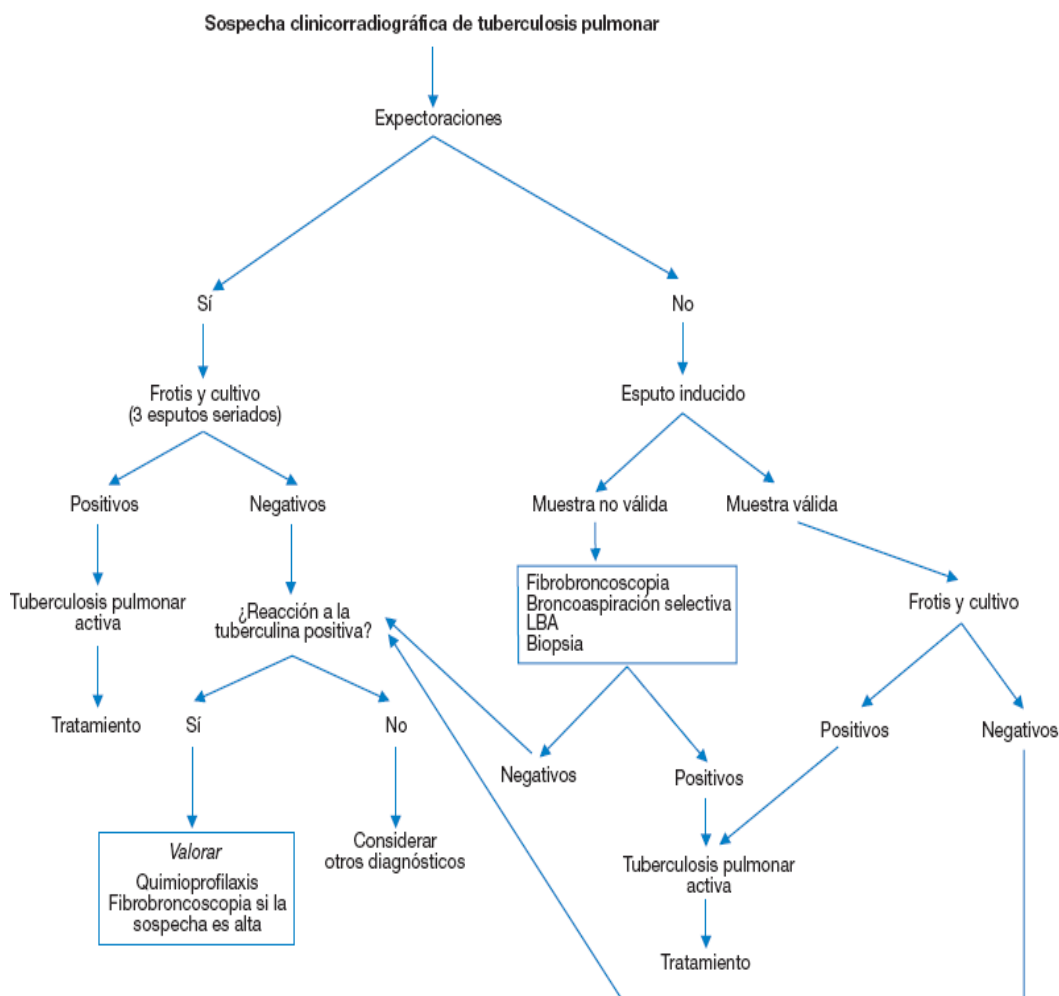 Sospecha clinicorradiográfica de tuberculosis pulmonar
Expectoraciones
Sí
No
Frotis y cultivo
(3 esputos seriados)
Esputo inducido
Positivos
Negativos
Muestra no válida
Muestra válida
Tuberculosis pulmonar
activa
¿Reacción a la
tuberculina positiva?
Fibrobroncoscopia
Broncoaspiración selectiva
LBA
Biopsia
Frotis y cultivo
Tratamiento
Sí
No
Negativos
Positivos
Positivos
Negativos
Valorar
Quimioprofilaxis
Fibrobroncoscopia si la
sospecha es alta
Considerar
otros diagnósticos
Tuberculosis pulmonar
activa
Tratamiento